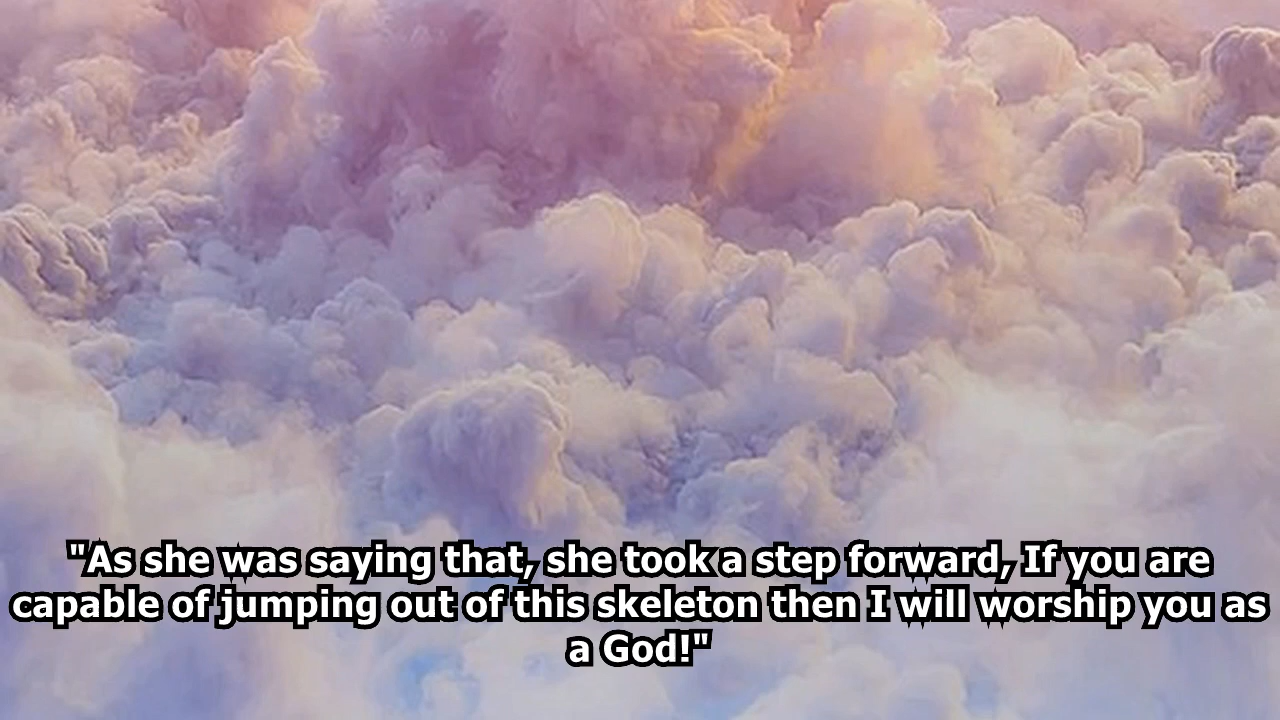 "As she was saying that, she took a step forward, If you are
capable of jumping out of this skeleton then I will worship you as
a God!"